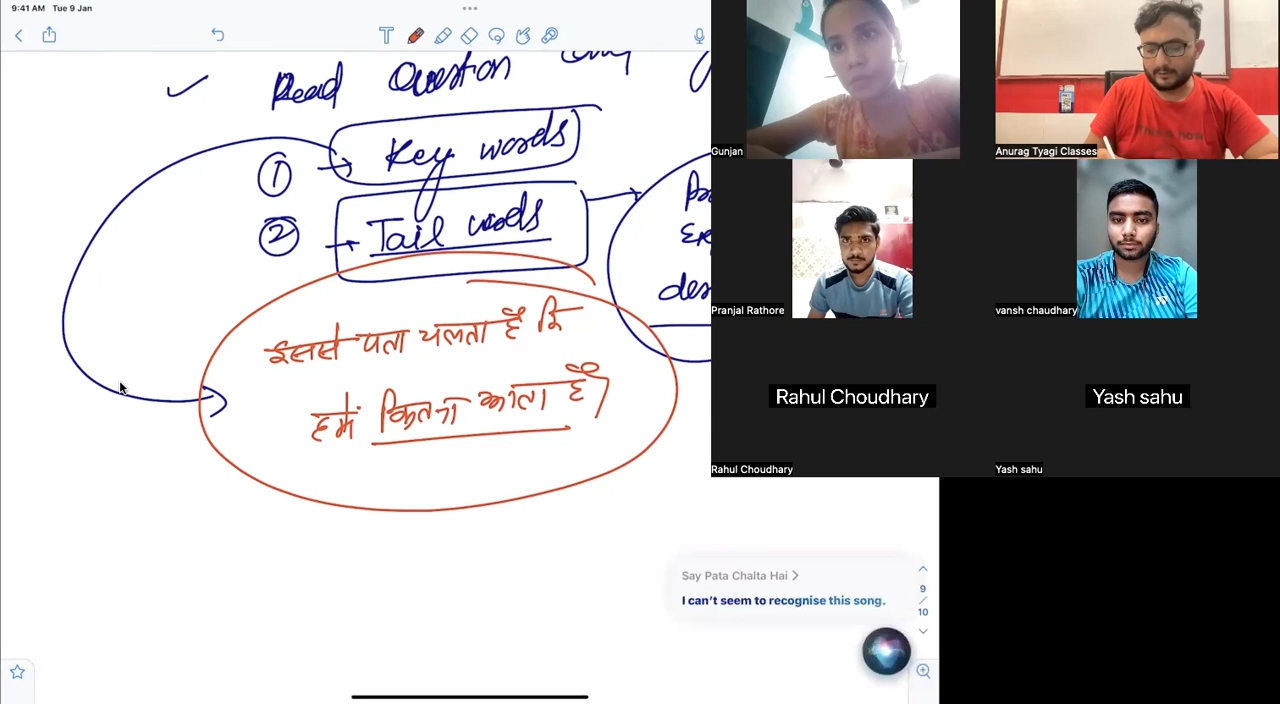 9:41 AM Tue 9 Jan
Read Question
① → Key words
② → Tail words
इससे पता चलता है कि
हमें कितना आता है?
Gunjan
Anurag Tyagi Classes
Pranjal Rathore
vansh chaudhary
Rahul Choudhary
Yash sahu
Rahul Choudhary
Yash sahu
Say Pata Chalta Hai >
I can't seem to recognise this song.
9
/
10